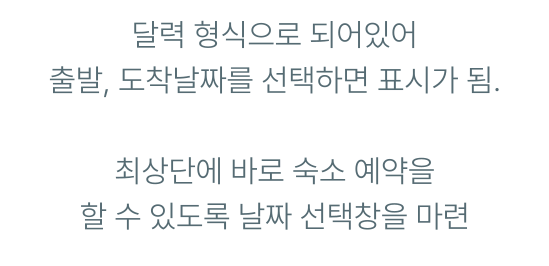 달력 형식으로 되어있어
출발, 도착날짜를 선택하면 표시가 됨.
최상단에 바로 숙소 예약을
할 수 있도록 날짜 선택창을 마련